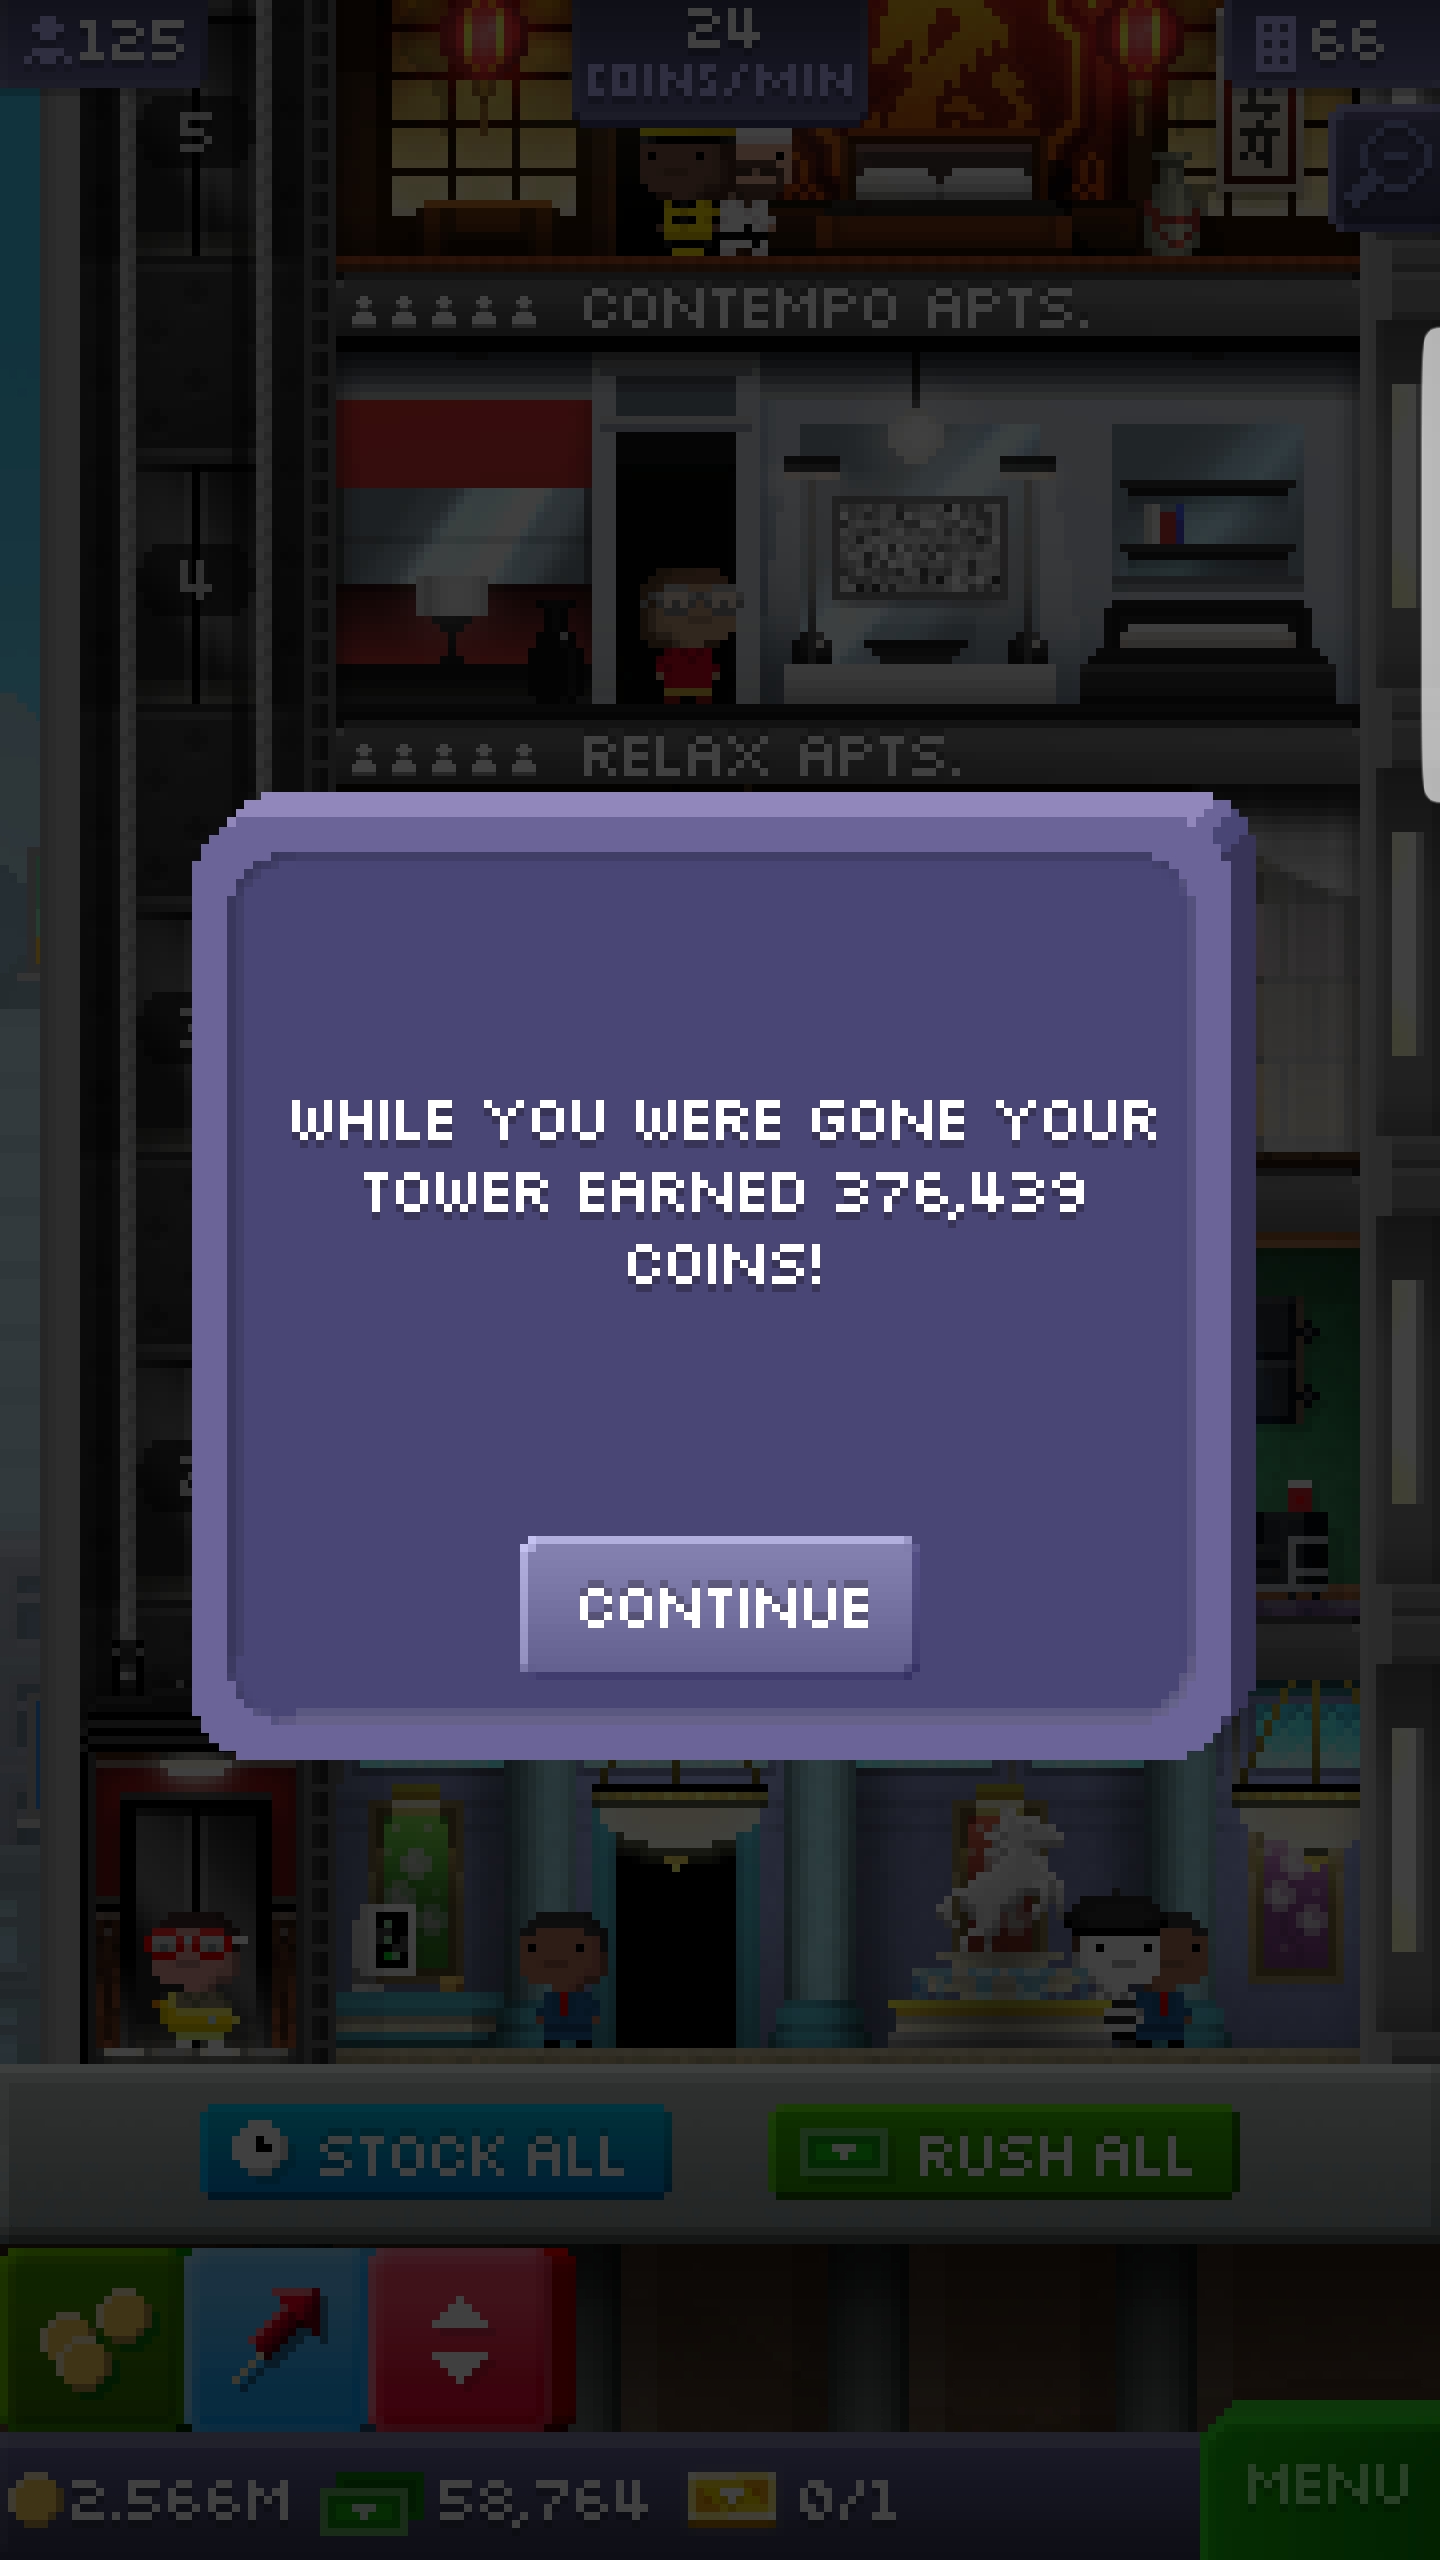 125
24
COINS/MIN
66
5
CONTEMPO APTS.
4
RELAX APTS.
WHILE YOU WERE GONE YOUR
TOWER EARNED 376,439
COINS!
CONTINUE
STOCK ALL
RUSH ALL
2.566M
58,764
0/1
MENU